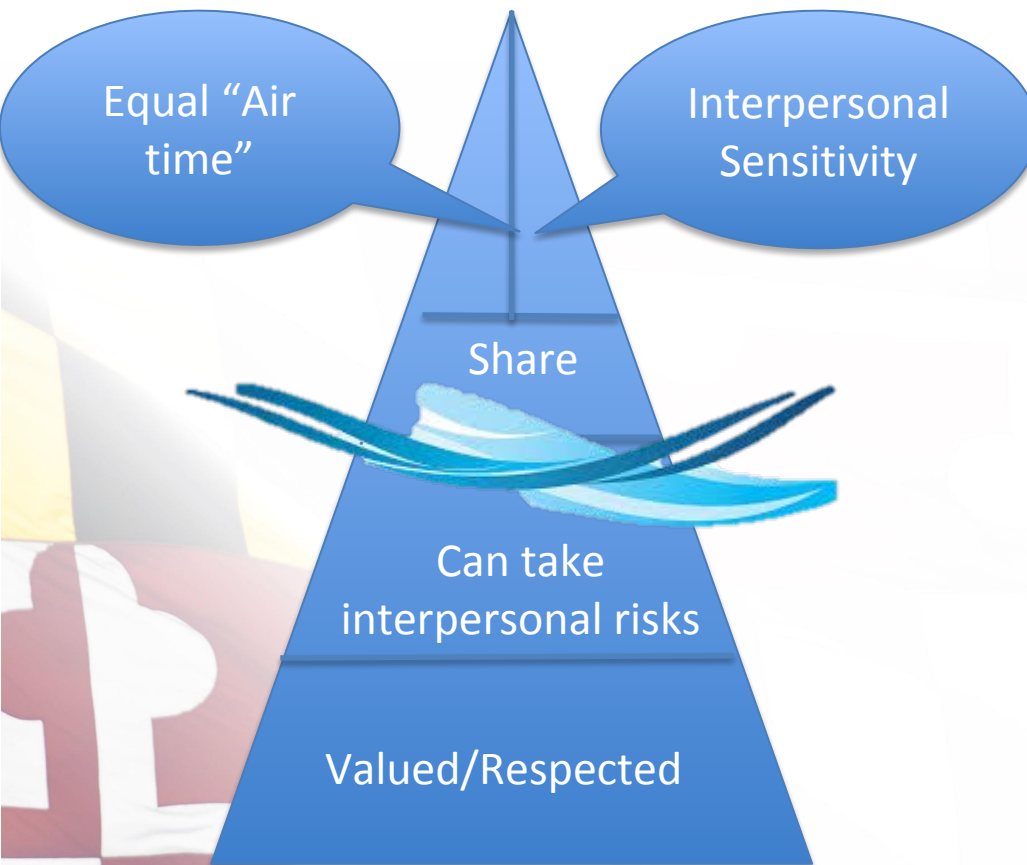 Equal “Air
time”
Interpersonal
Sensitivity
Share
Can take
interpersonal risks
Valued/Respected